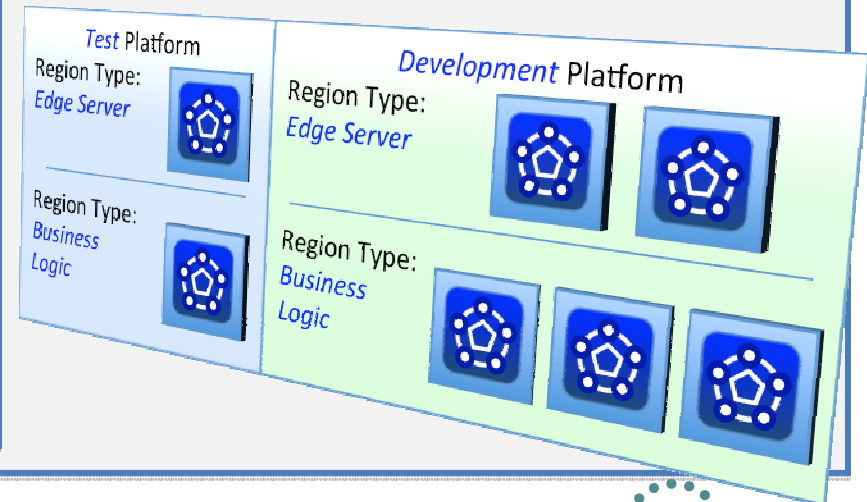 Test Platform
Region Type:
Edge Server
Region Type:
Business
Logic
Development Platform
Region Type:
Edge Server
Region Type:
Business
Logic